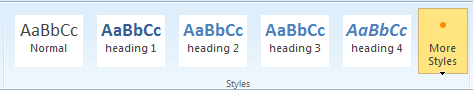 AaBbCc AaBbCc AaBbCc AaBbCc AaBbCc
Normal heading 1 heading 2 heading 3 heading 4
More
Styles
Styles